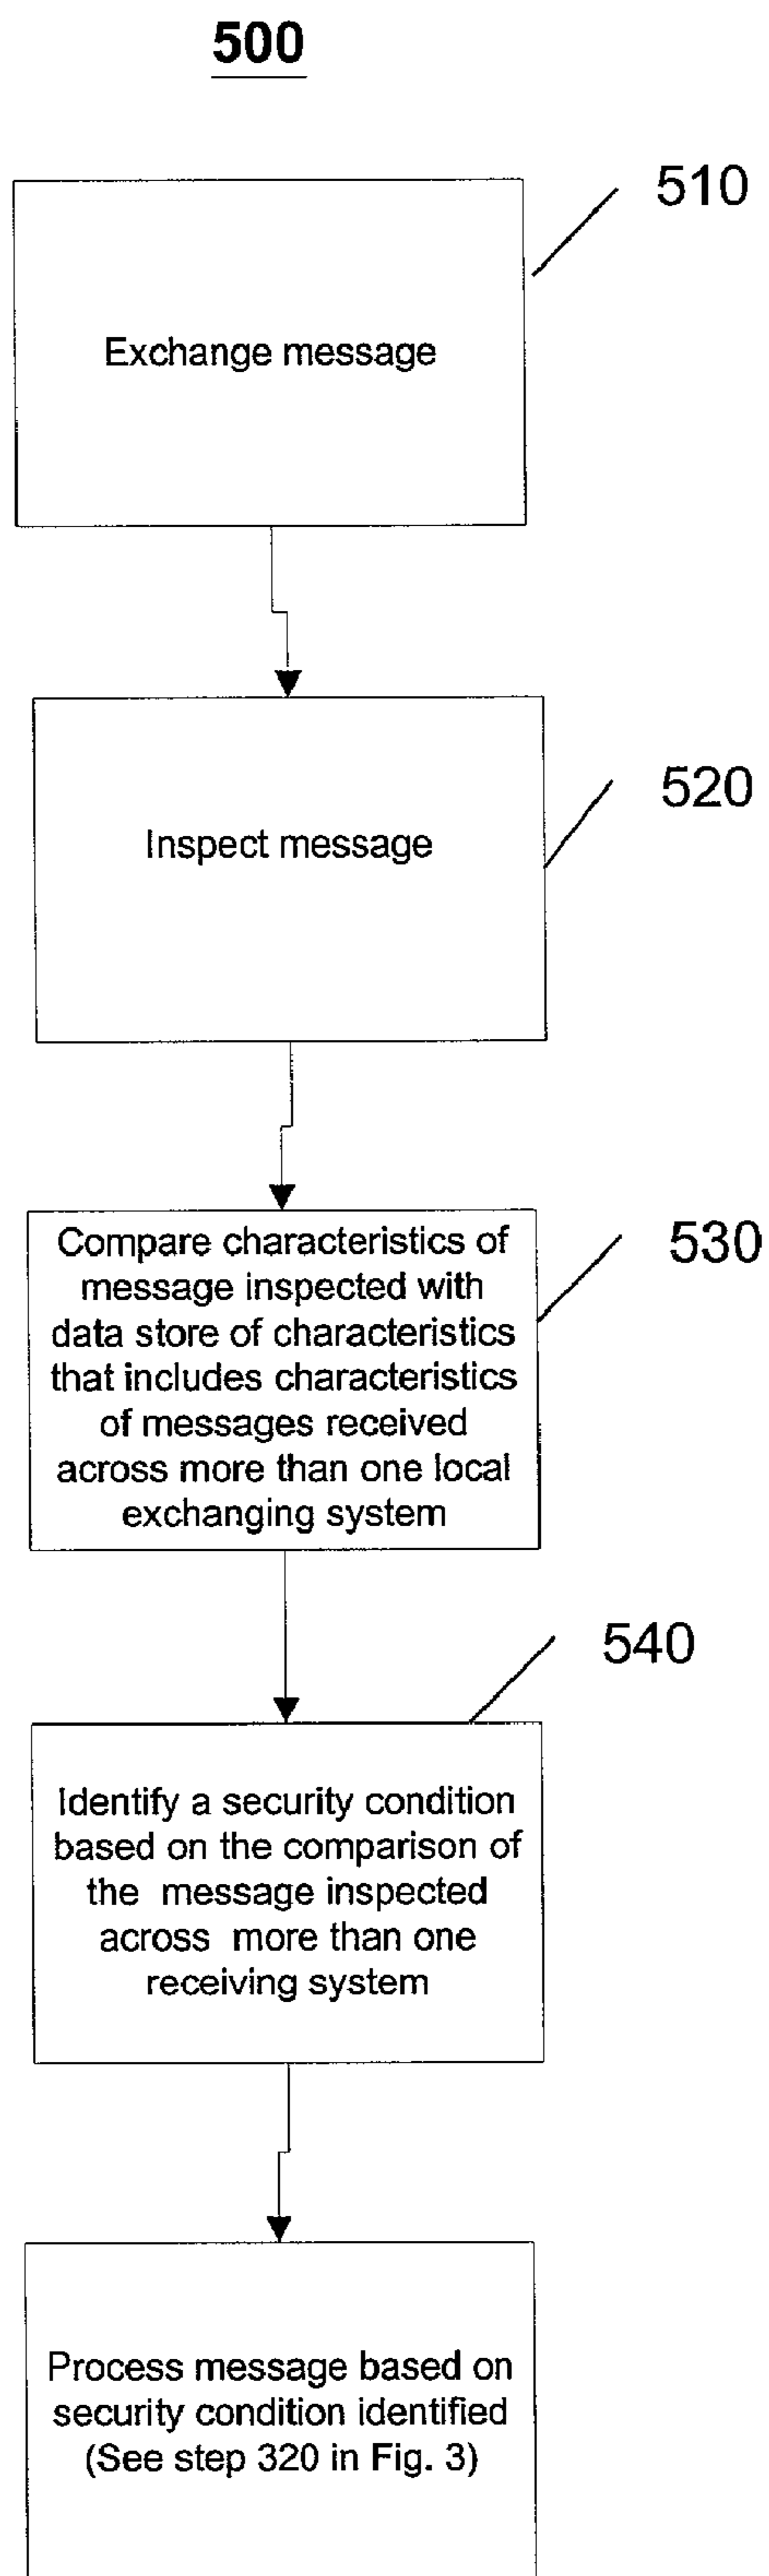 500
510
Exchange message
520
Inspect message
530
Compare characteristics of
message inspected with
data store of characteristics
that includes characteristics
of messages received
across more than one local
exchanging system
540
Identify a security condition
based on the comparison of
the message inspected
across more than one
receiving system
Process message based on
security condition identified
(See step 320 in Fig. 3)